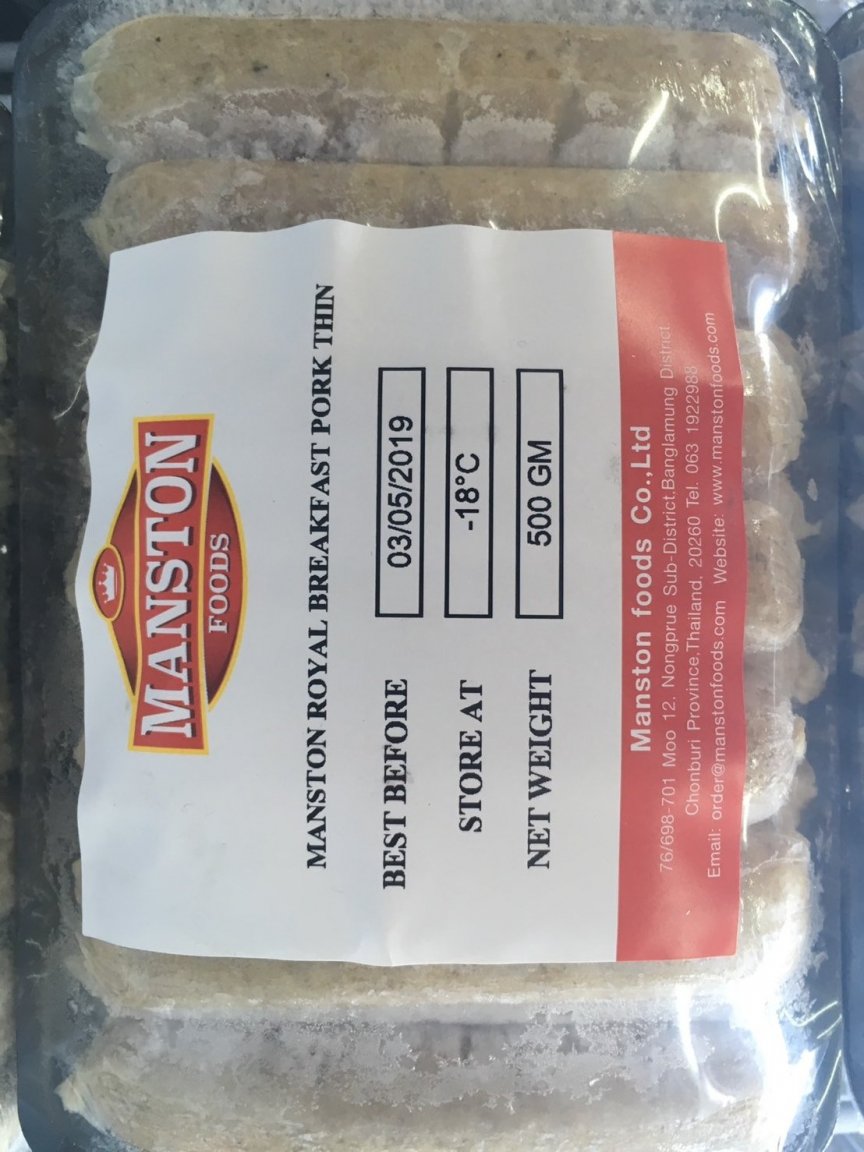 MANSTON
FOODS
MANSTON ROYAL BREAKFAST PORK THIN
BEST BEFORE 03/05/2019
STORE AT -18°C
NET WEIGHT 500 GM
Manston foods Co.,Ltd
76/698-701 Moo 12, Nongprue Sub-District,Banglamung District
Chonburi Province,Thailand, 20260 Tel. 063 1922988
Email: order@manstonfoods.com Website: www.manstonfoods.com